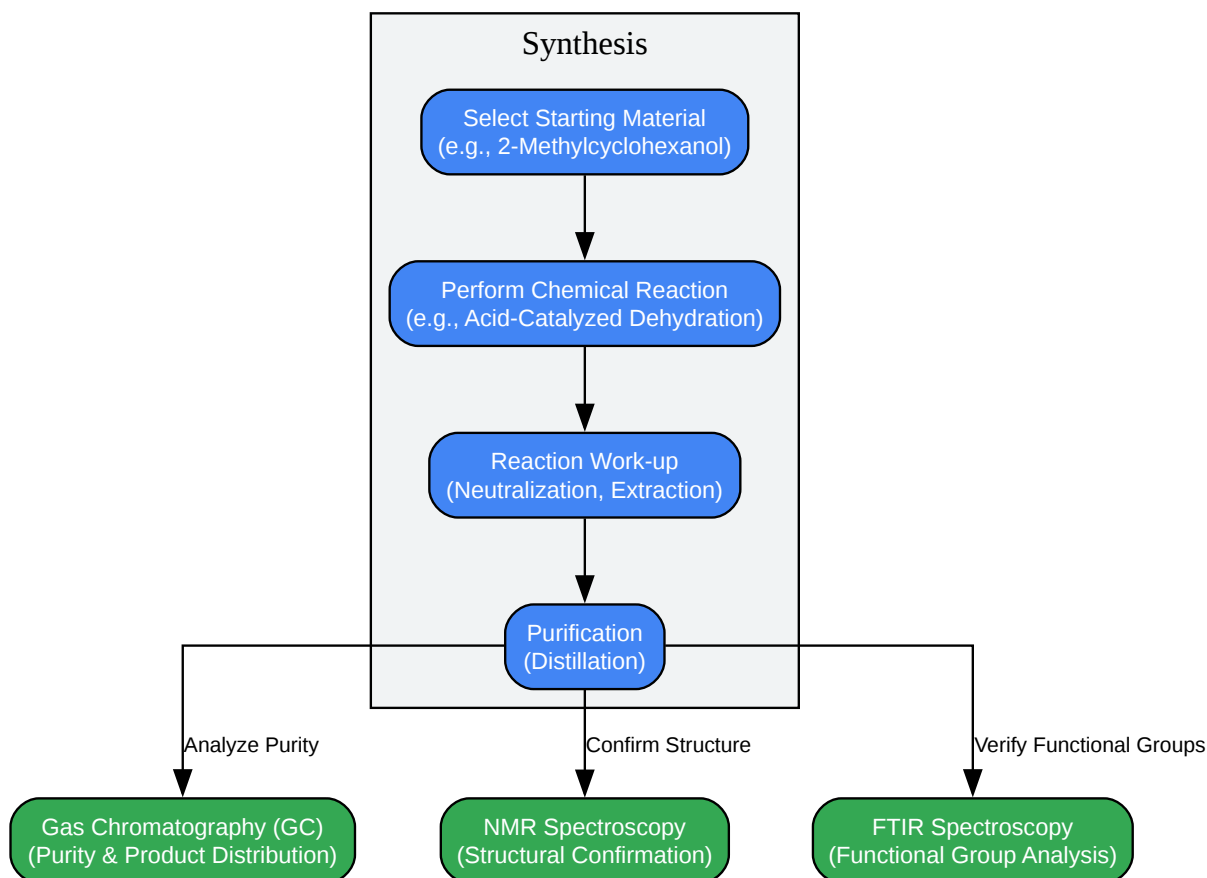 Synthesis
Select Starting Material
(e.g., 2-Methylcyclohexanol)
Perform Chemical Reaction
(e.g., Acid-Catalyzed Dehydration)
Reaction Work-up
(Neutralization, Extraction)
Purification
(Distillation)
Analyze Purity
Confirm Structure
Verify Functional Groups
Gas Chromatography (GC)
(Purity & Product Distribution)
NMR Spectroscopy
(Structural Confirmation)
FTIR Spectroscopy
(Functional Group Analysis)